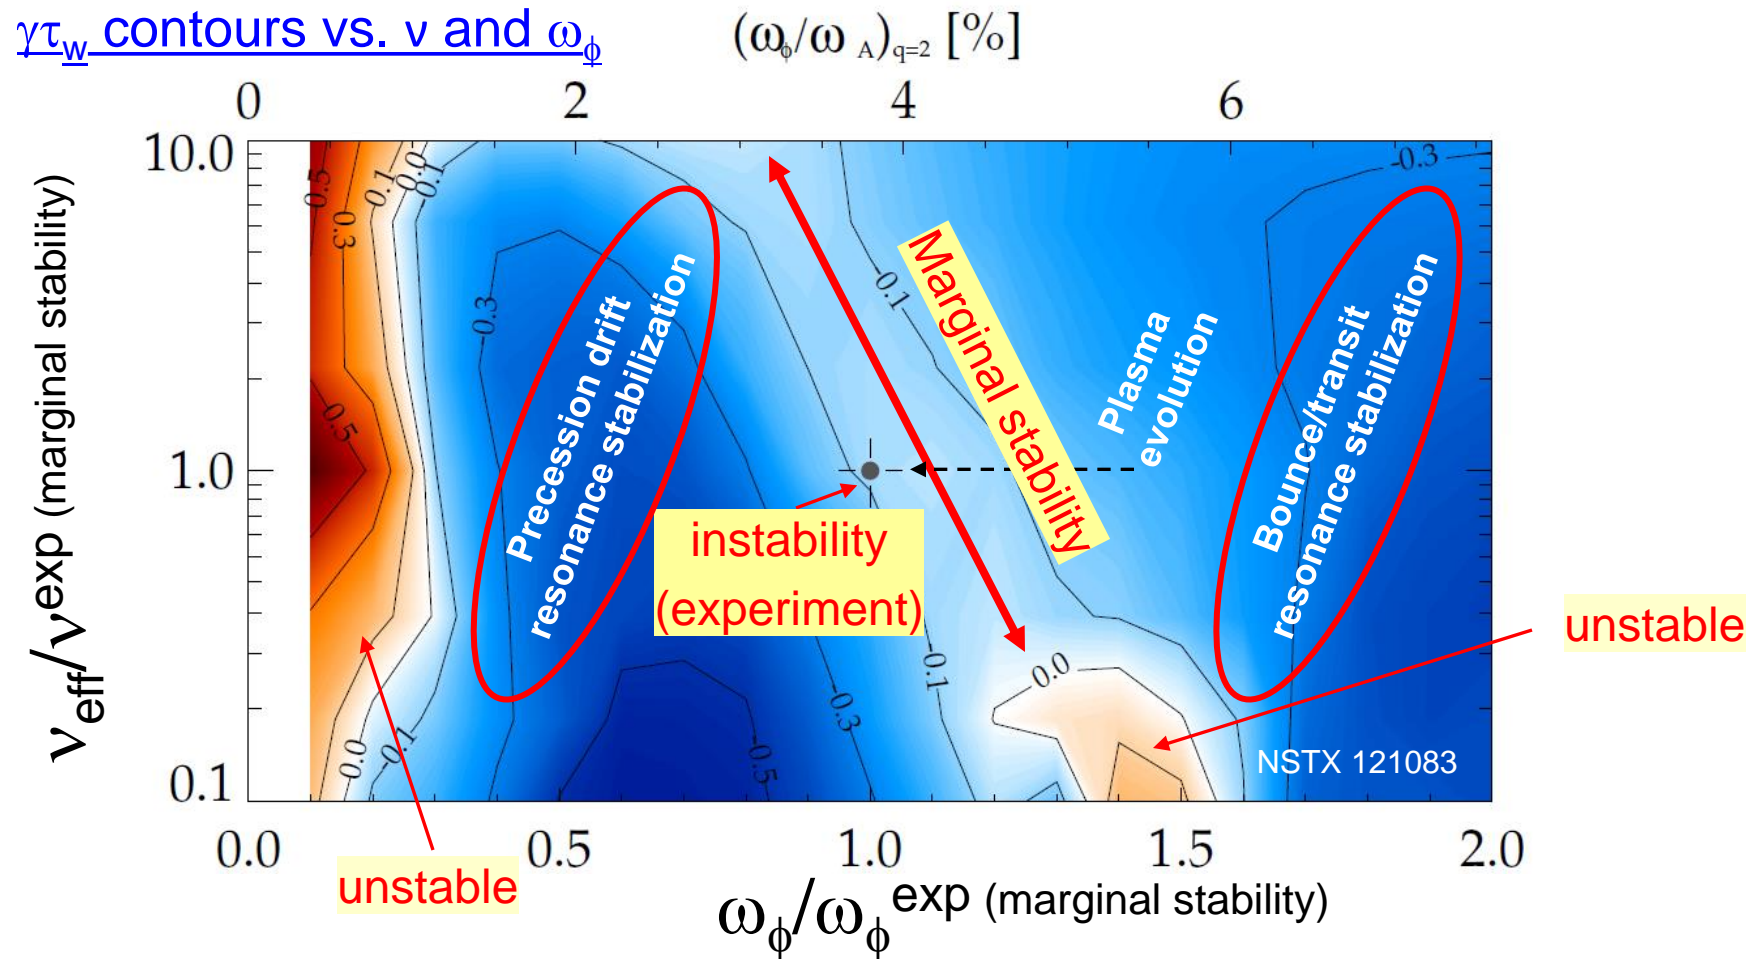 γτw contours vs. ν and ωϕ
(ωϕ/ω A)q=2 [%]
0 2 4 6
10.0
1.0
0.1
νeff/νexp (marginal stability)
0.5
0.3
0.1
0.0
-0.1
0.5
0.0
-0.1
-0.3
-0.3
-0.5
-0.1
-0.1
0.0
-0.3
Precession drift
resonance stabilization
Marginal stability
Plasma
evolution
Bounce/transit
resonance stabilization
instability
(experiment)
unstable
NSTX 121083
unstable
0.0 0.5 1.0 1.5 2.0
ωϕ/ωϕexp (marginal stability)